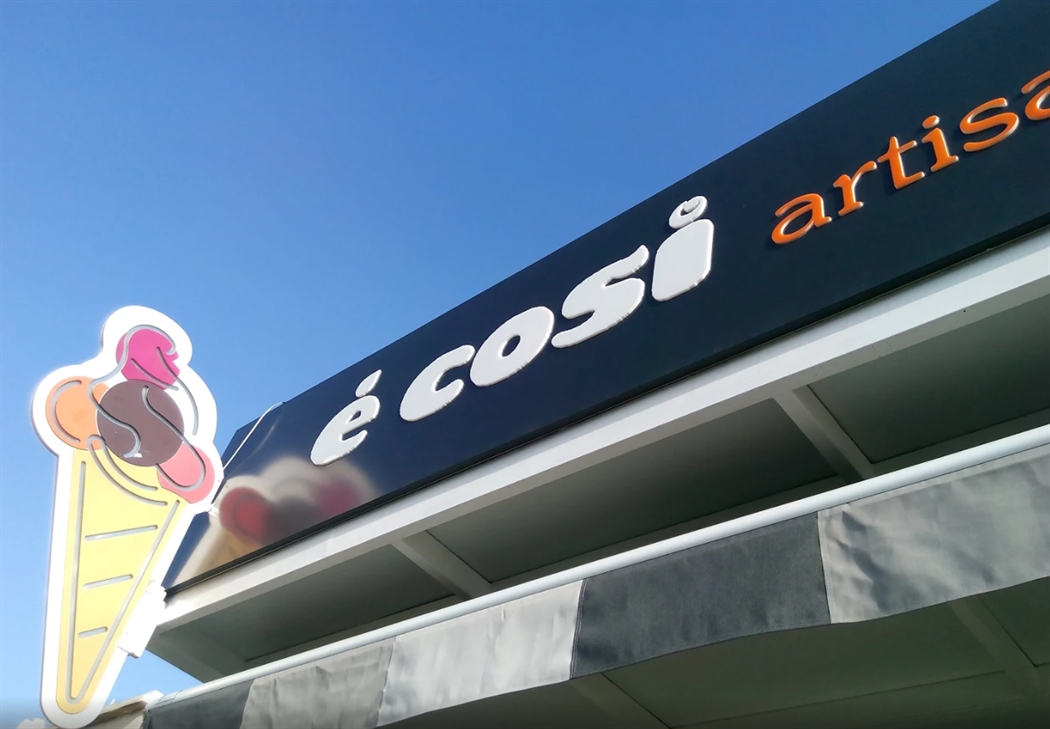 é cosi artisa